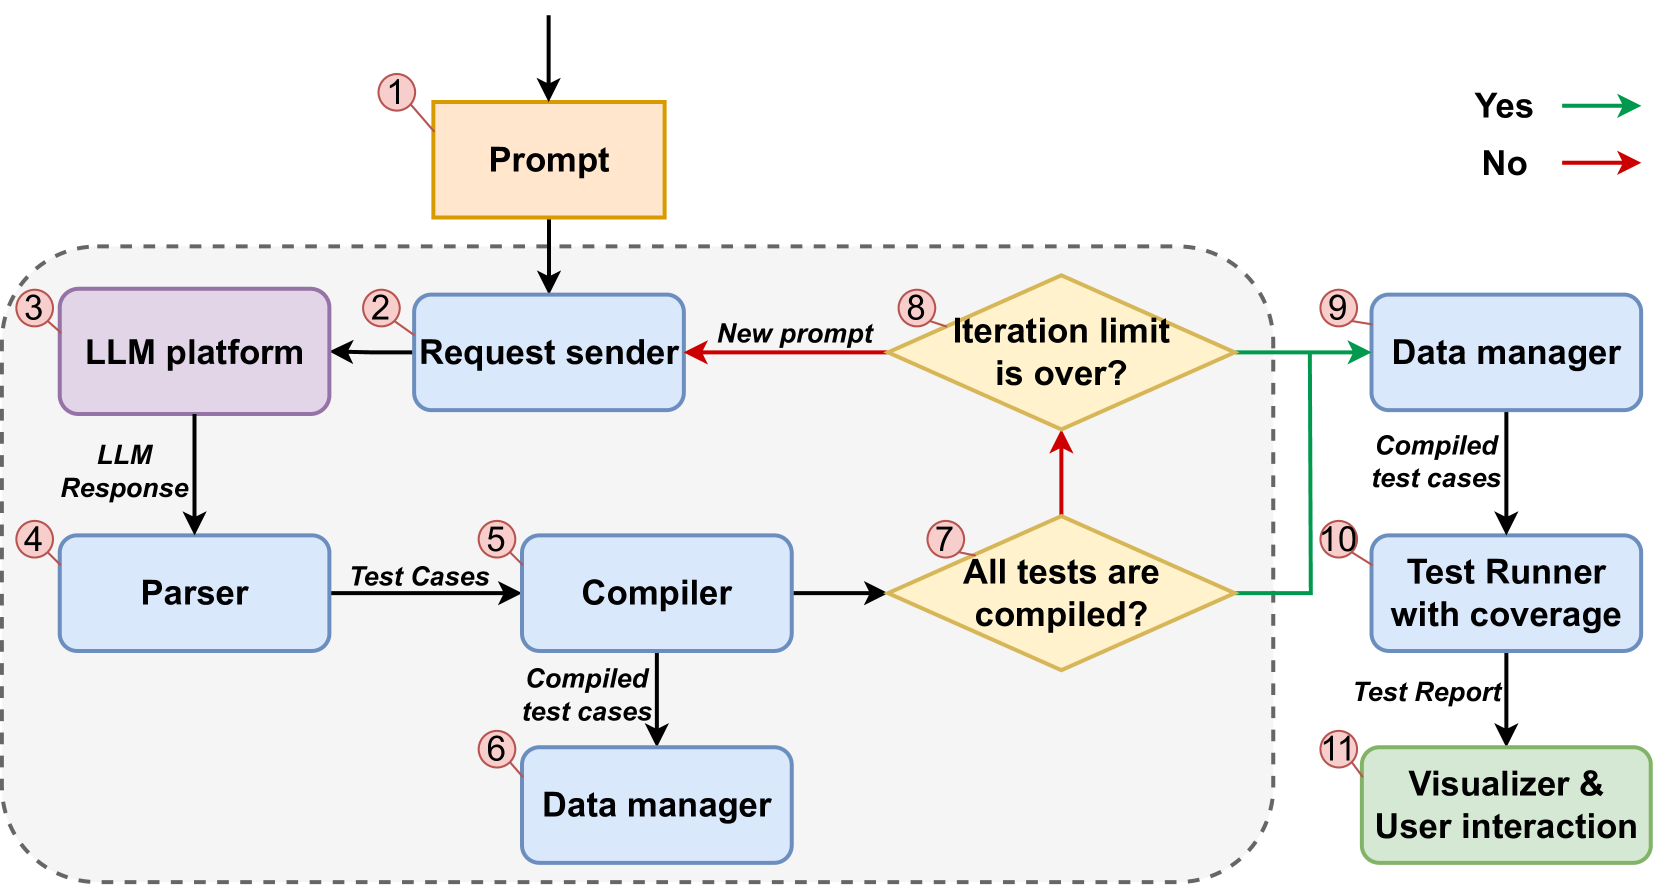 1
Prompt
Yes
No
3
LLM platform
2
Request sender
New prompt
8
Iteration limit
is over?
9
Data manager
LLM
Response
Compiled
test cases
4
Parser
Test Cases
5
Compiler
7
All tests are
compiled?
10
Test Runner
with coverage
Compiled
test cases
Test Report
6
Data manager
11
Visualizer &
User interaction